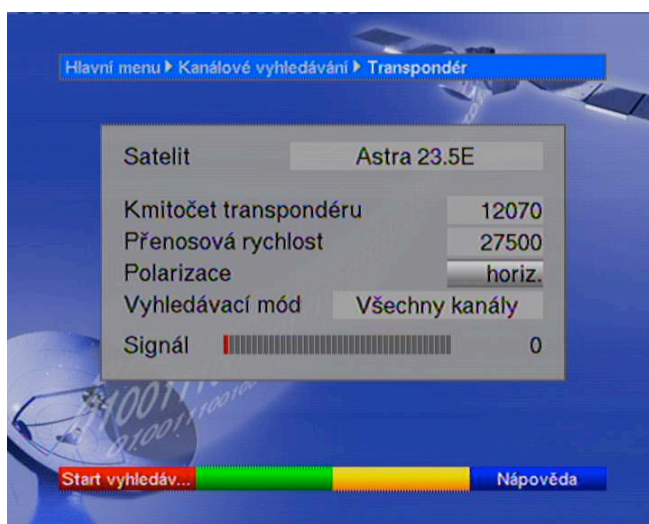 Hlavní menu Kanálové vyhledávání Transpondér
Satelit Astra 23.5E
Kmitočet transpondéru 12070
Přenosová rychlost 27500
Polarizace horiz.
Vyhledávací mód Všechny kanály
Signál 0
Start vyhledáv... Nápověda